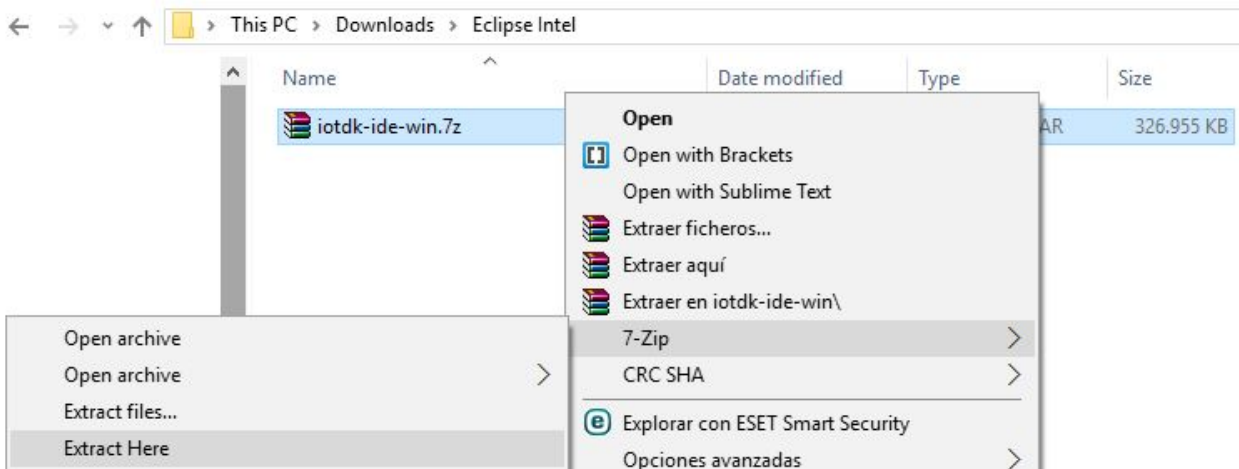 This PC > Downloads > Eclipse Intel
Name Date modified Type Size
iotdk-ide-win.7z AR 326.955 KB
Open
Open with Brackets
Open with Sublime Text
Extraer ficheros...
Extraer aquí
Extraer en iotdk-ide-win\
7-Zip
CRC SHA
Explorar con ESET Smart Security
Opciones avanzadas
Open archive
Open archive
Extract files...
Extract Here